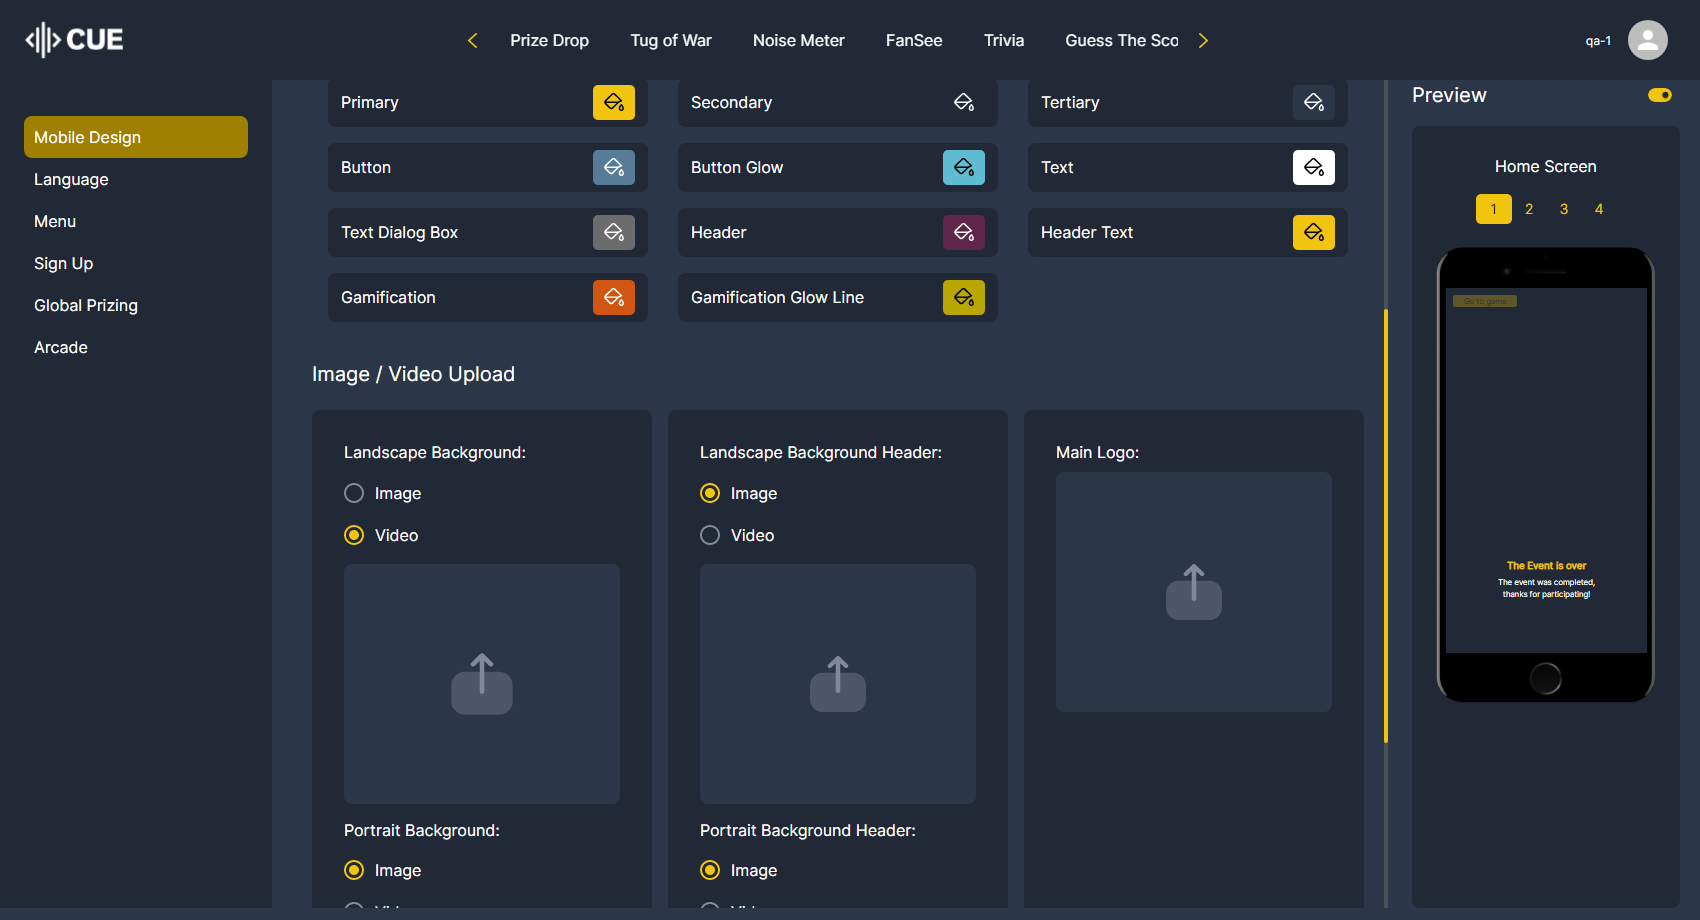 CUE
Prize Drop
Tug of War
Noise Meter
FanSee
Trivia
Guess The Sco
qa-1
Mobile Design
Language
Menu
Sign Up
Global Prizing
Arcade
Primary
Secondary
Tertiary
Button
Button Glow
Text
Text Dialog Box
Header
Header Text
Gamification
Gamification Glow Line
Image / Video Upload
Landscape Background:
Image
Video
Landscape Background Header:
Image
Video
Main Logo:
Portrait Background:
Image
Portrait Background Header:
Image
Preview
Home Screen
1 2 3 4
Go to game
The Event is over
The event was completed,
thanks for participating!